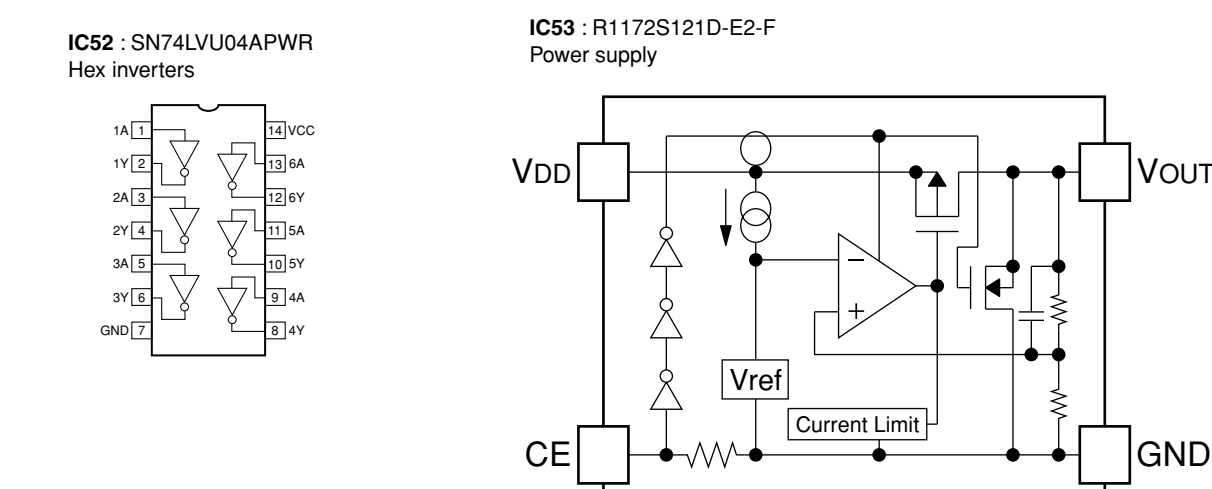 IC52 : SN74LVU04APWR
Hex inverters
1A 1
1Y 2
2A 3
2Y 4
3A 5
3Y 6
GND 7
14 VCC
13 6A
12 6Y
11 5A
10 5Y
9 4A
8 4Y
IC53 : R1172S121D-E2-F
Power supply
VDD
VOUT
−
+
Vref
Current Limit
CE
GND